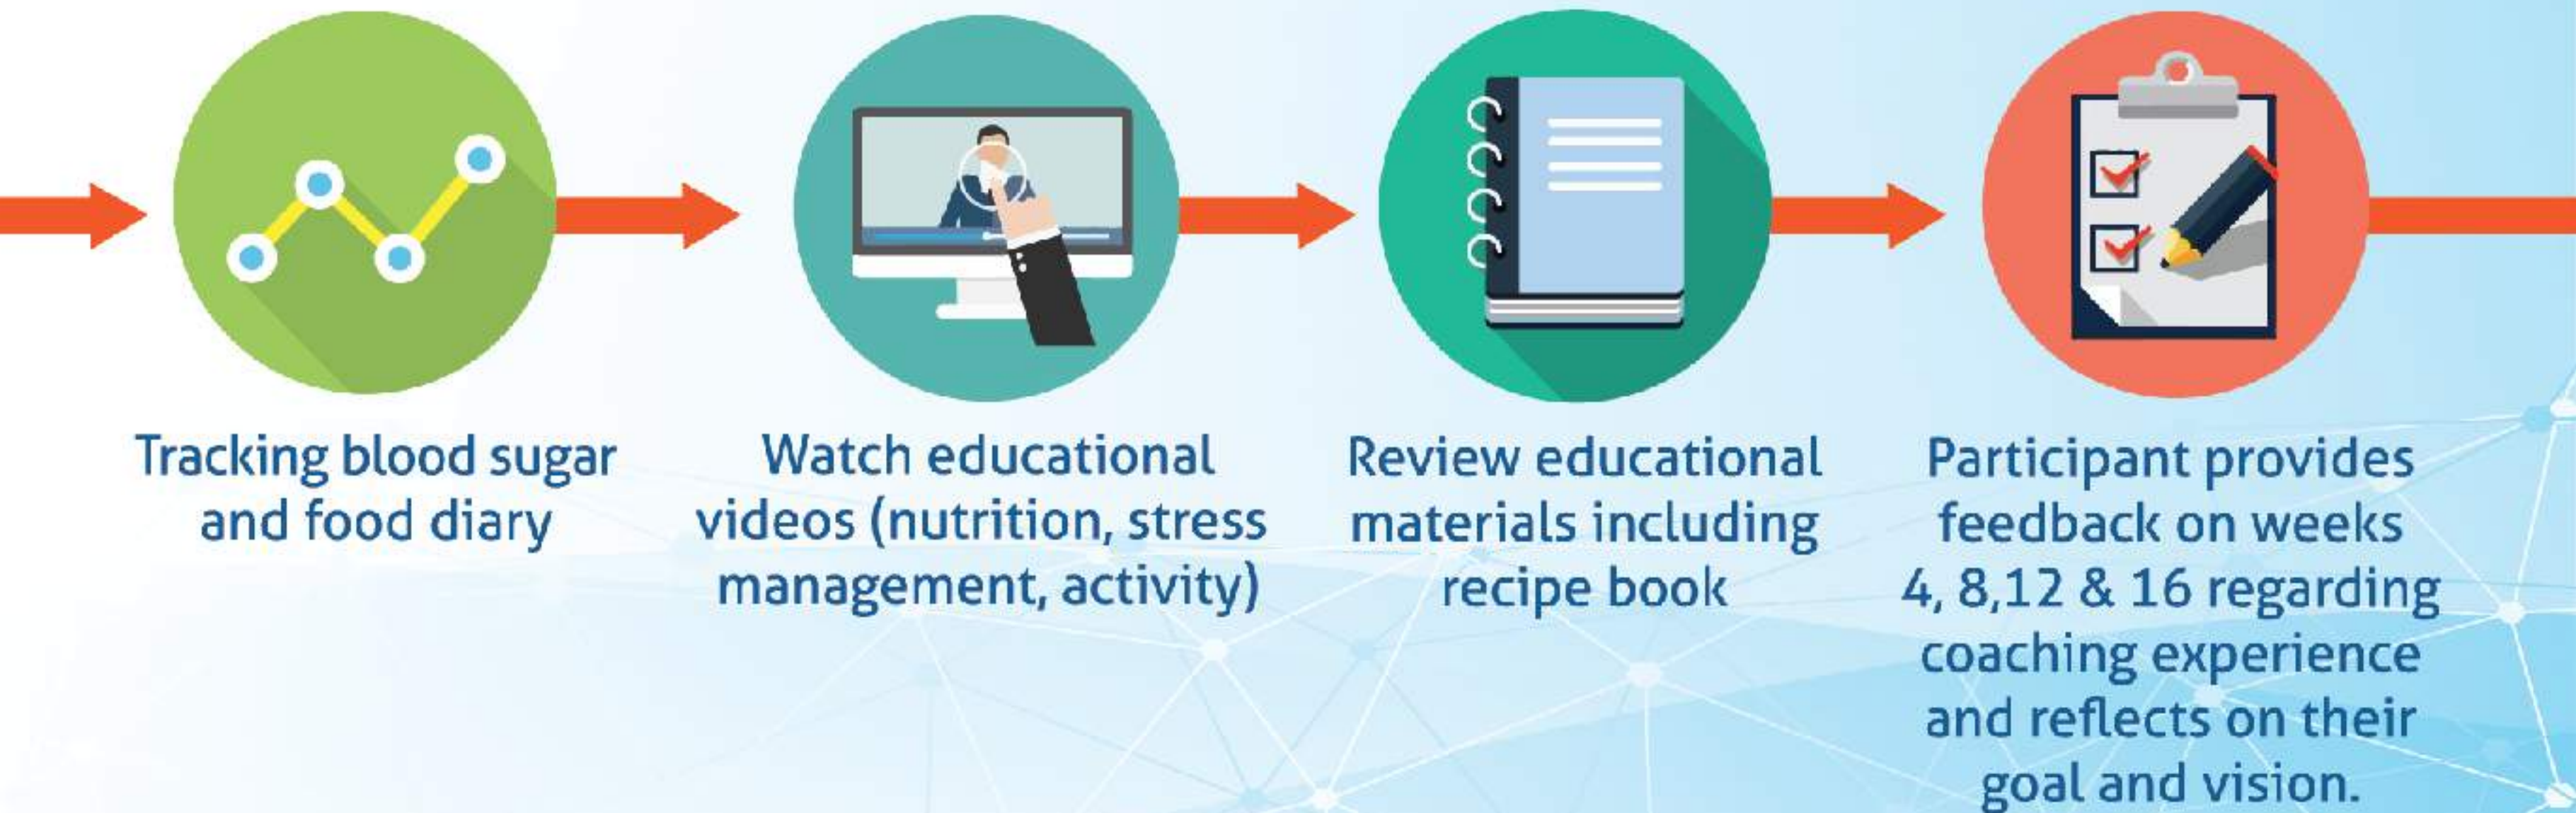 Tracking blood sugar
and food diary
Watch educational
videos (nutrition, stress
management, activity)
Review educational
materials including
recipe book
Participant provides
feedback on weeks
4, 8,12 & 16 regarding
coaching experience
and reflects on their
goal and vision.